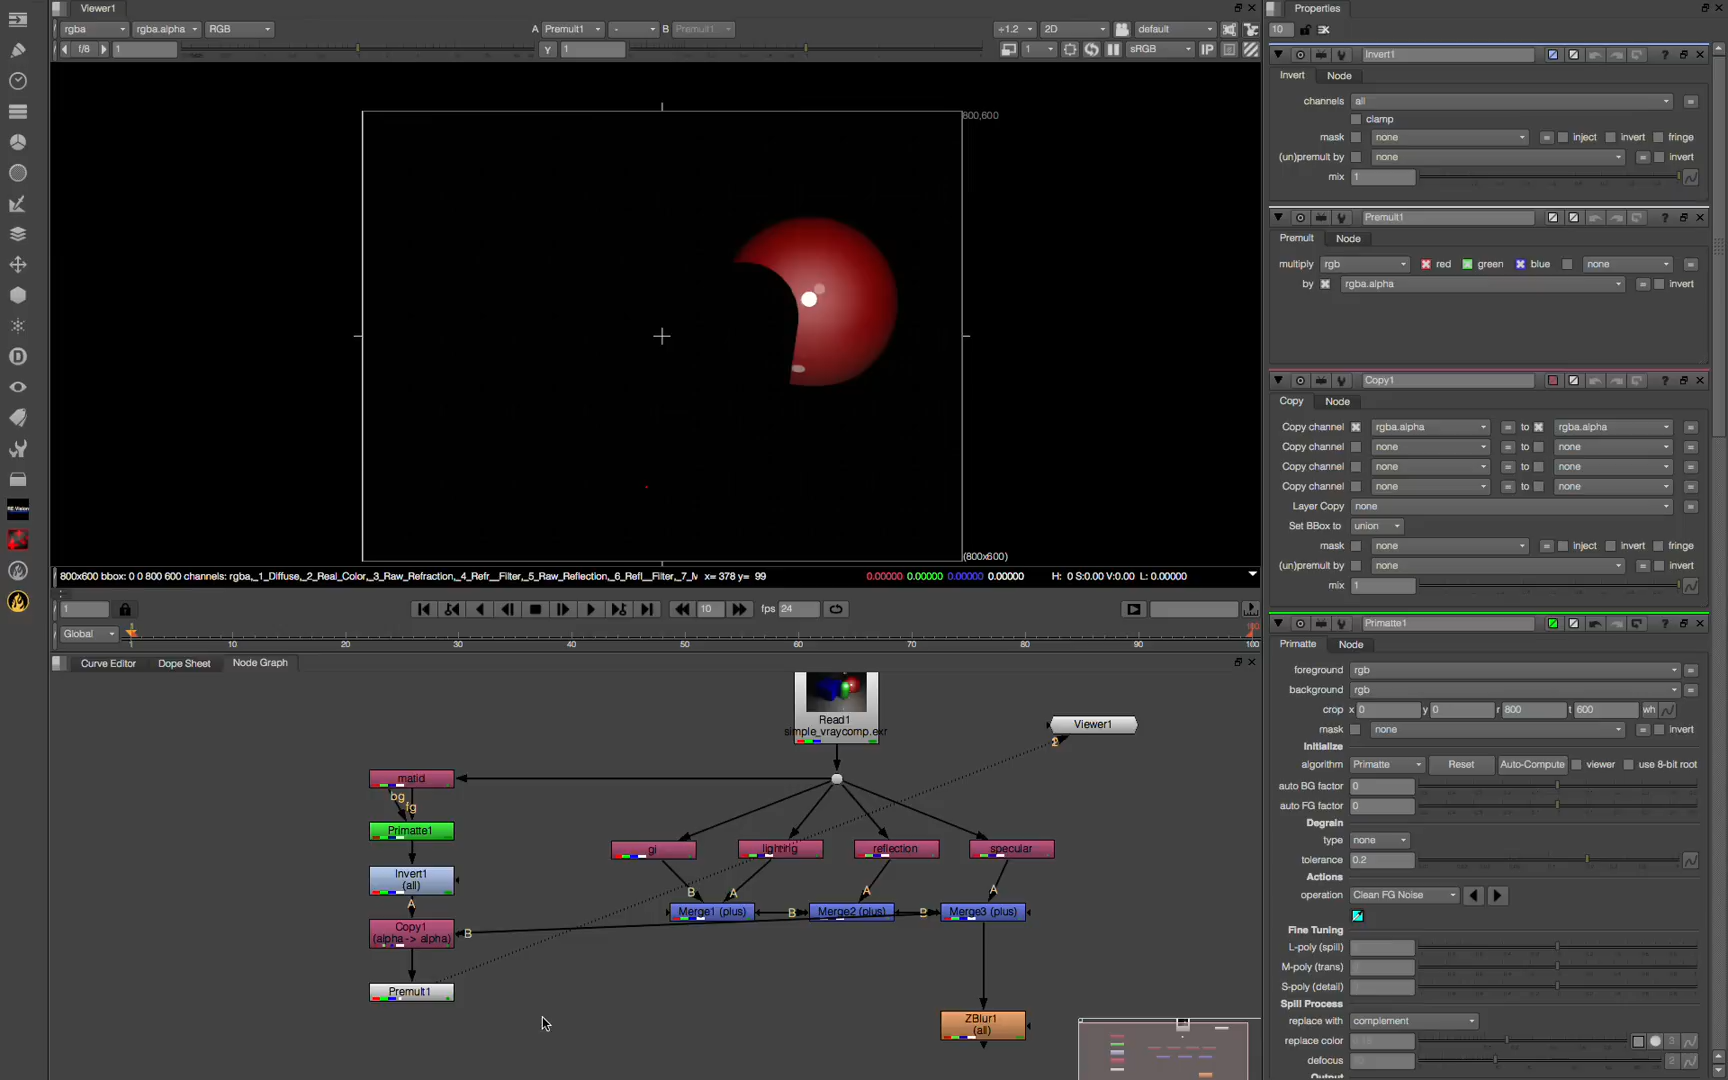 Viewer1
Properties
rgba rgba.alpha RGB A Premult1 - B Premult1 +1.2 2D default
f/8 1 Y 1 1 sRGB IP
10
Invert1
Invert Node
channels all
clamp
mask none = inject invert fringe
(un)premult by none = invert
mix 1
Premult1
Premult Node
multiply rgb red green blue none =
by rgba.alpha = invert
Copy1
Copy Node
Copy channel rgba.alpha = to rgba.alpha =
Copy channel none = to none =
Copy channel none = to none =
Copy channel none = to none =
Layer Copy none =
Set BBox to union
mask none = inject invert fringe
(un)premult by none = invert
mix 1
Primatte1
Primatte Node
foreground rgb =
background rgb =
crop x 0 y 0 r 800 t 600 wh
mask none = invert
Initialize
algorithm Primatte Reset Auto-Compute viewer use 8-bit root
auto BG factor 0
auto FG factor 0
Degrain
type none
tolerance 0.2
Actions
operation Clean FG Noise
Fine Tuning
L-poly (spill)
M-poly (trans)
S-poly (detail)
Spill Process
replace with complement
replace color
defocus
Output
800,600
(800x600)
800x600 bbox: 0 0 800 600 channels: rgba,_1_Diffuse,_2_Real_Color,_3_Raw_Refraction,_4_Refr__Filter,_5_Raw_Reflection,_6_Refl__Filter,_7_ x= 378 y= 99 0.00000 0.00000 0.00000 0.00000 H: 0 S:0.00 V:0.00 L: 0.00000
1 10 fps 24
Global 1 10 20 30 40 50 60 70 80 90 100
Curve Editor Dope Sheet Node Graph
Read1
simple_vraycomp.exr
Viewer1
2
matid
bg
fg
Primatte1
Invert1
(all)
A
Copy1
(alpha -> alpha)
B
Premult1
gi lighting reflection specular
B A A A
Merge1 (plus) B Merge2 (plus) B Merge3 (plus)
ZBlur1
(all)
D
RE:Vision